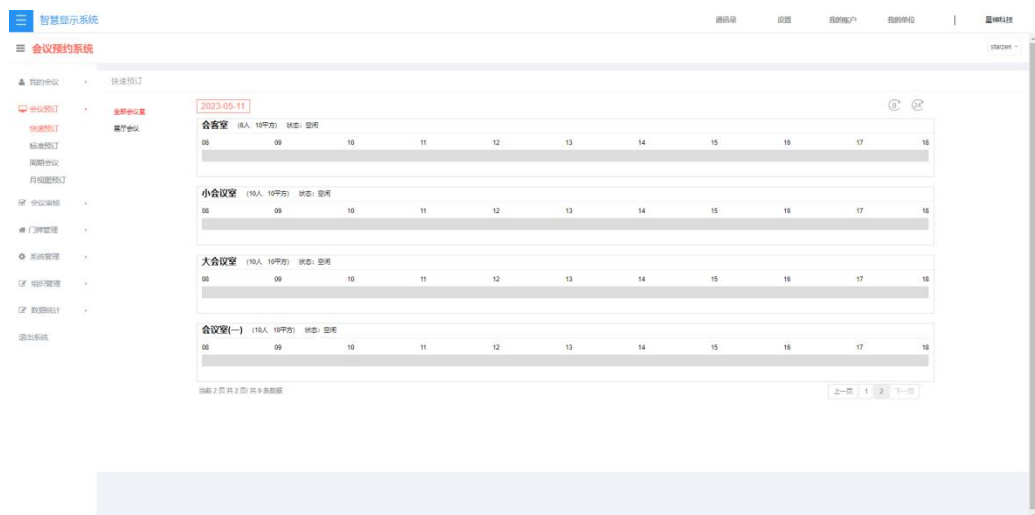 智慧显示系统 通讯录 设置 我的账户 我的单位 | 星神科技
会议预约系统 starzen
我的会议 快速预订
会议预订
快速预订
标准预订
周期会议
月视图预订
会议审核
门牌管理
系统管理
组织管理
数据统计
退出系统
全部会议室
展厅会议
2023-05-11 8 24
会客室 (6人 10平方) 状态: 空闲
08 09 10 11 12 13 14 15 16 17 18
小会议室 (10人 10平方) 状态: 空闲
08 09 10 11 12 13 14 15 16 17 18
大会议室 (10人 10平方) 状态: 空闲
08 09 10 11 12 13 14 15 16 17 18
会议室(一) (10人 10平方) 状态: 空闲
08 09 10 11 12 13 14 15 16 17 18
当前 2 页 共 2 页/ 共 9 条数据 上一页 1 2 下一页